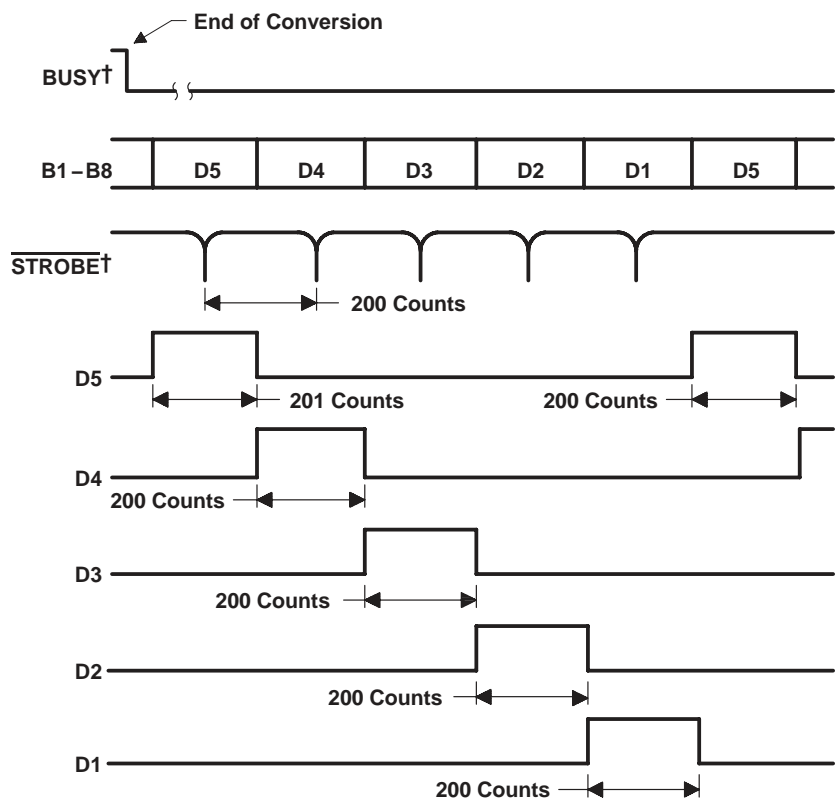 End of Conversion
BUSY†
B1–B8 D5 D4 D3 D2 D1 D5
STROBE†
200 Counts
D5
201 Counts 200 Counts
D4
200 Counts
D3
200 Counts
D2
200 Counts
D1
200 Counts